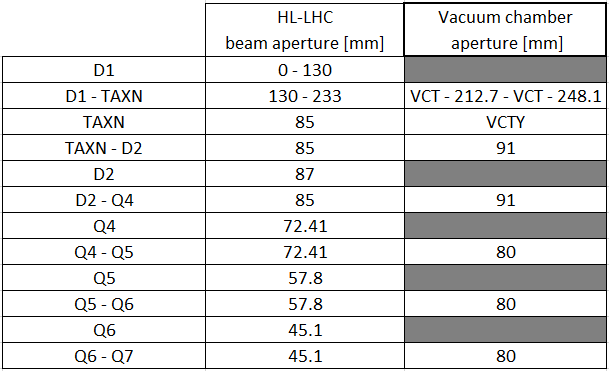 HL-LHC Vacuum chamber
beam aperture [mm] aperture [mm]
D1 0 - 130
D1 - TAXN 130 - 233 VCT - 212.7 - VCT - 248.1
TAXN 85 VCTY
TAXN - D2 85 91
D2 87
D2 - Q4 85 91
Q4 72.41
Q4 - Q5 72.41 80
Q5 57.8
Q5 - Q6 57.8 80
Q6 45.1
Q6 - Q7 45.1 80